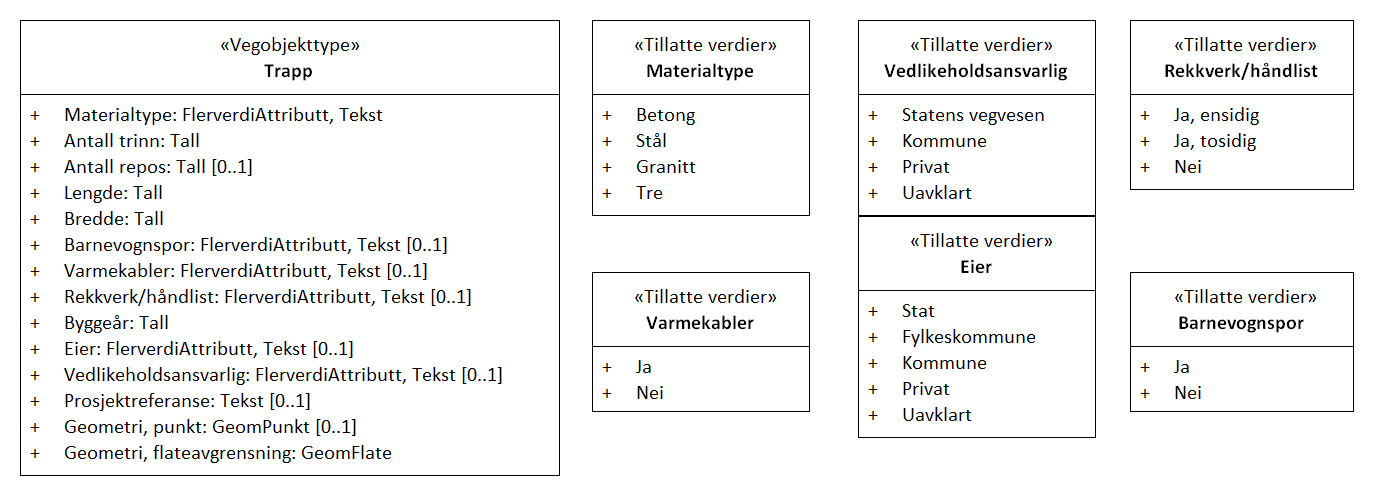 «Vegobjekttype»
Trapp
+ Materialtype: FlerverdiAttributt, Tekst
+ Antall trinn: Tall
+ Antall repos: Tall [0..1]
+ Lengde: Tall
+ Bredde: Tall
+ Barnevognspor: FlerverdiAttributt, Tekst [0..1]
+ Varmekabler: FlerverdiAttributt, Tekst [0..1]
+ Rekkverk/håndlist: FlerverdiAttributt, Tekst [0..1]
+ Byggeår: Tall
+ Eier: FlerverdiAttributt, Tekst [0..1]
+ Vedlikeholdsansvarlig: FlerverdiAttributt, Tekst [0..1]
+ Prosjektreferanse: Tekst [0..1]
+ Geometri, punkt: GeomPunkt [0..1]
+ Geometri, flateavgrensning: GeomFlate
«Tillatte verdier»
Materialtype
+ Betong
+ Stål
+ Granitt
+ Tre
«Tillatte verdier»
Varmekabler
+ Ja
+ Nei
«Tillatte verdier»
Vedlikeholdsansvarlig
+ Statens vegvesen
+ Kommune
+ Privat
+ Uavklart
«Tillatte verdier»
Eier
+ Stat
+ Fylkeskommune
+ Kommune
+ Privat
+ Uavklart
«Tillatte verdier»
Rekkverk/håndlist
+ Ja, ensidig
+ Ja, tosidig
+ Nei
«Tillatte verdier»
Barnevognspor
+ Ja
+ Nei